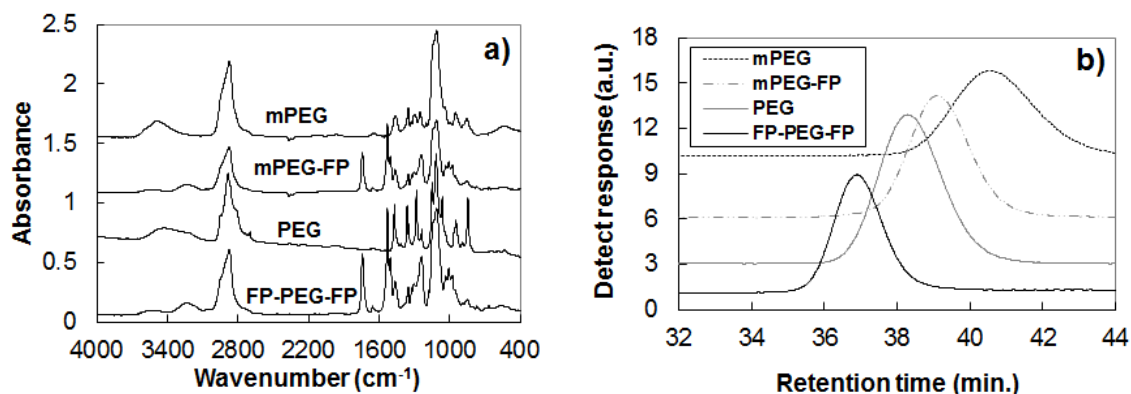 a)
2.5
2
1.5
1
0.5
0
Absorbance
mPEG
mPEG-FP
PEG
FP-PEG-FP
4000 3400 2800 2200 1600 1000 400
Wavenumber (cm⁻¹)
b)
18
15
12
9
6
3
0
Detect response (a.u.)
mPEG
mPEG-FP
PEG
FP-PEG-FP
32 34 36 38 40 42 44
Retention time (min.)